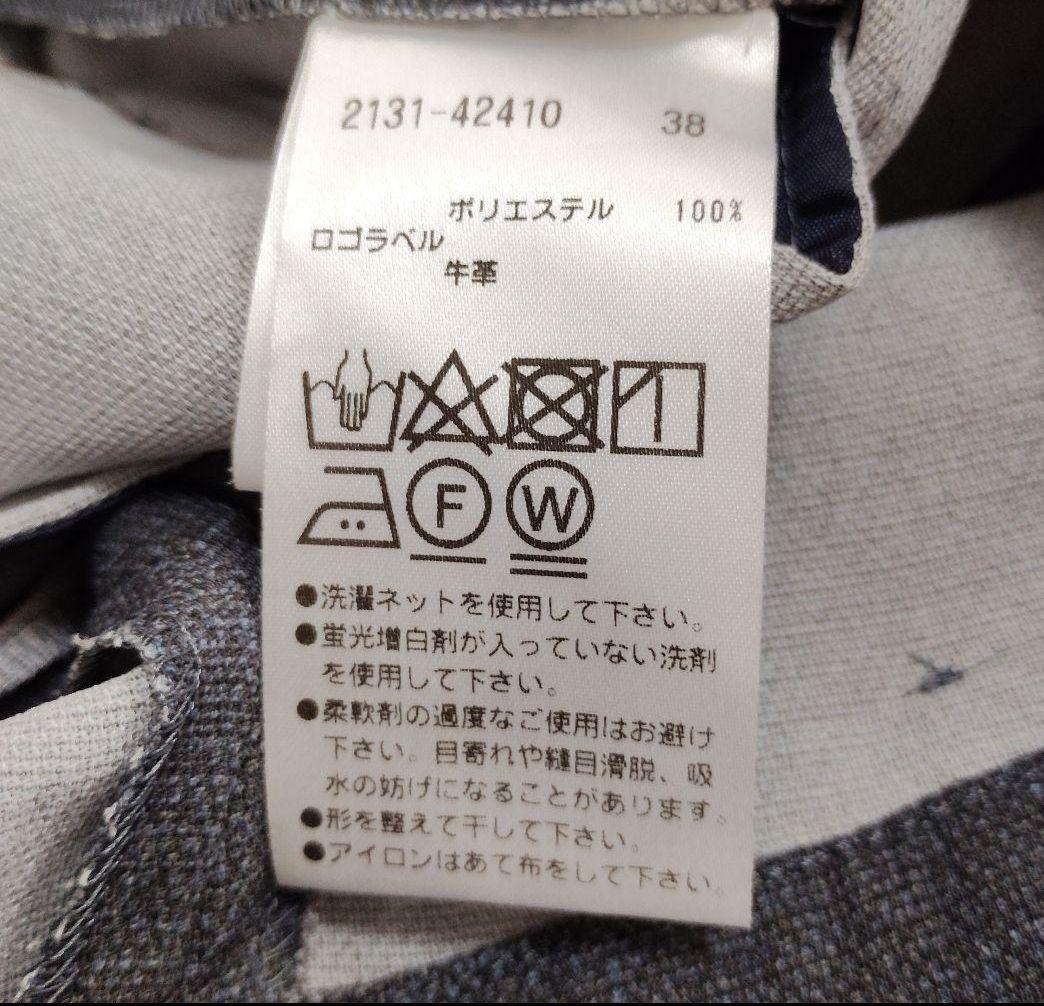 2131-42410 38
ポリエステル 100%
ロゴラベル
牛革
F W
●洗濯ネットを使用して下さい。
●蛍光増白剤が入っていない洗剤
を使用して下さい。
●柔軟剤の過度なご使用はお避け
下さい。目寄れや縫目滑脱、吸
水の妨げになることがあります。
●形を整えて干して下さい。
●アイロンはあて布をして下さい。